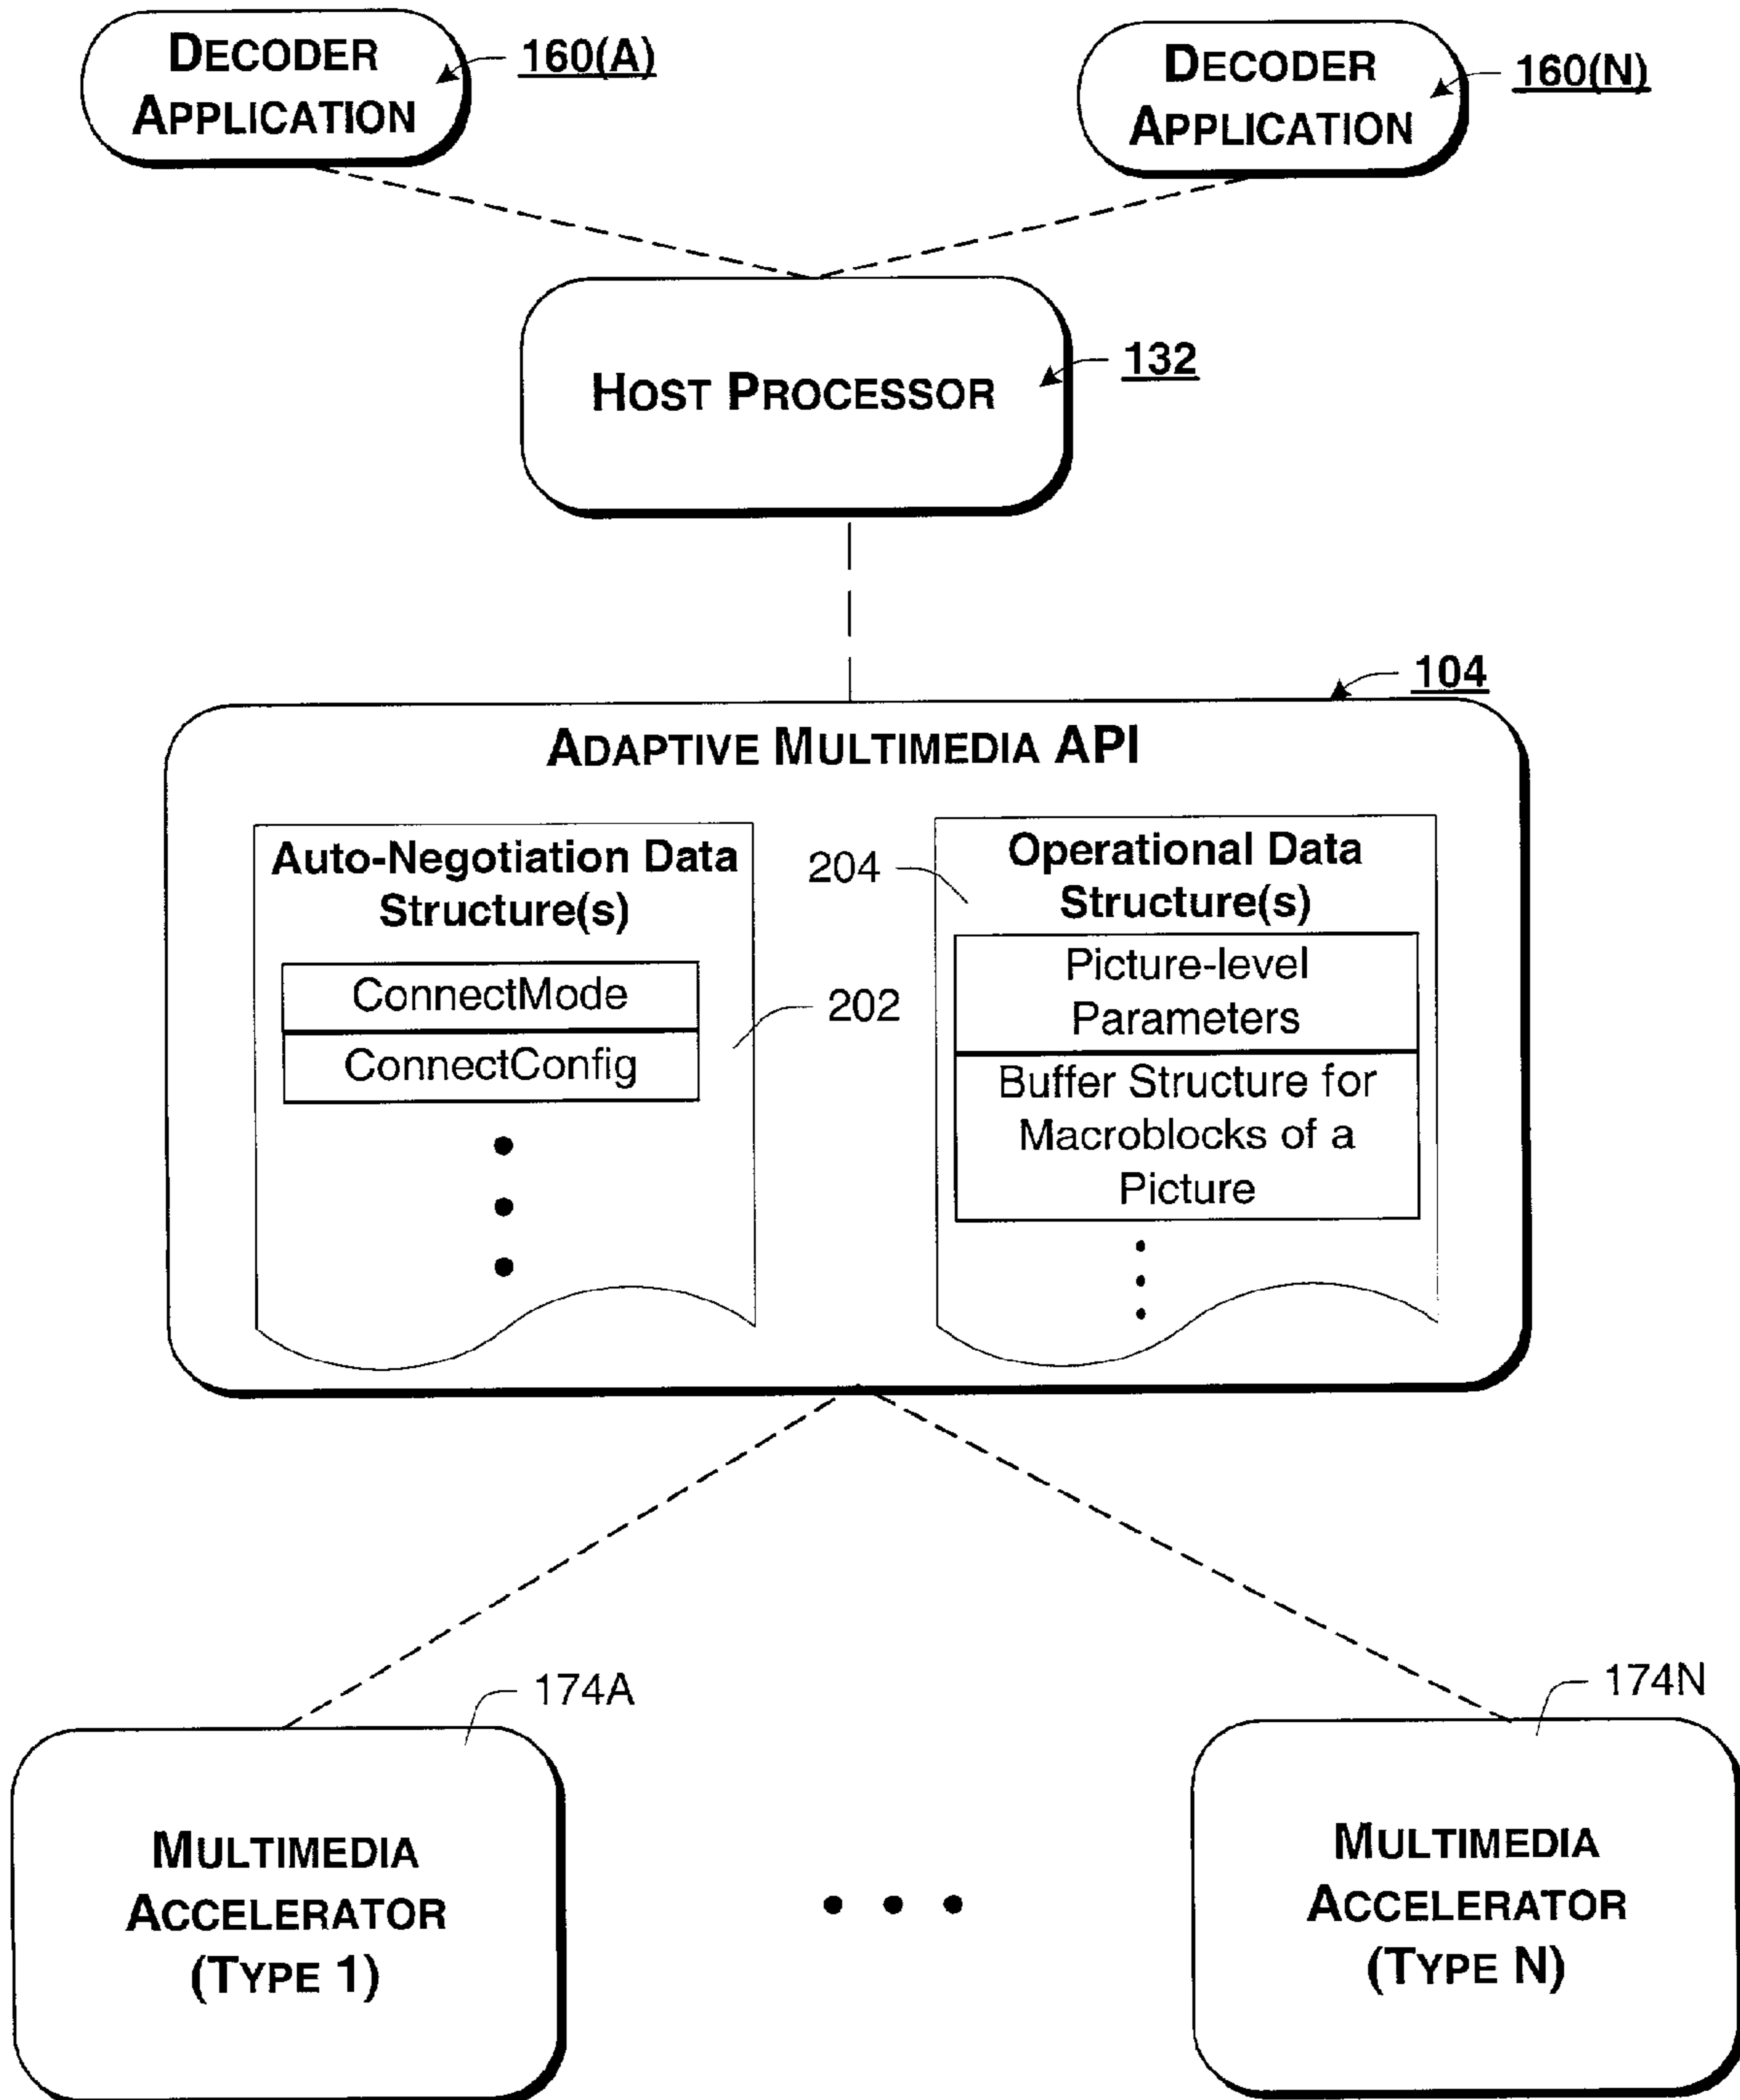 DECODER
APPLICATION
160(A)
DECODER
APPLICATION
160(N)
HOST PROCESSOR
132
104
ADAPTIVE MULTIMEDIA API
Auto-Negotiation Data
Structure(s)
ConnectMode
ConnectConfig
202
204
Operational Data
Structure(s)
Picture-level
Parameters
Buffer Structure for
Macroblocks of a
Picture
174A
MULTIMEDIA
ACCELERATOR
(TYPE 1)
174N
MULTIMEDIA
ACCELERATOR
(TYPE N)